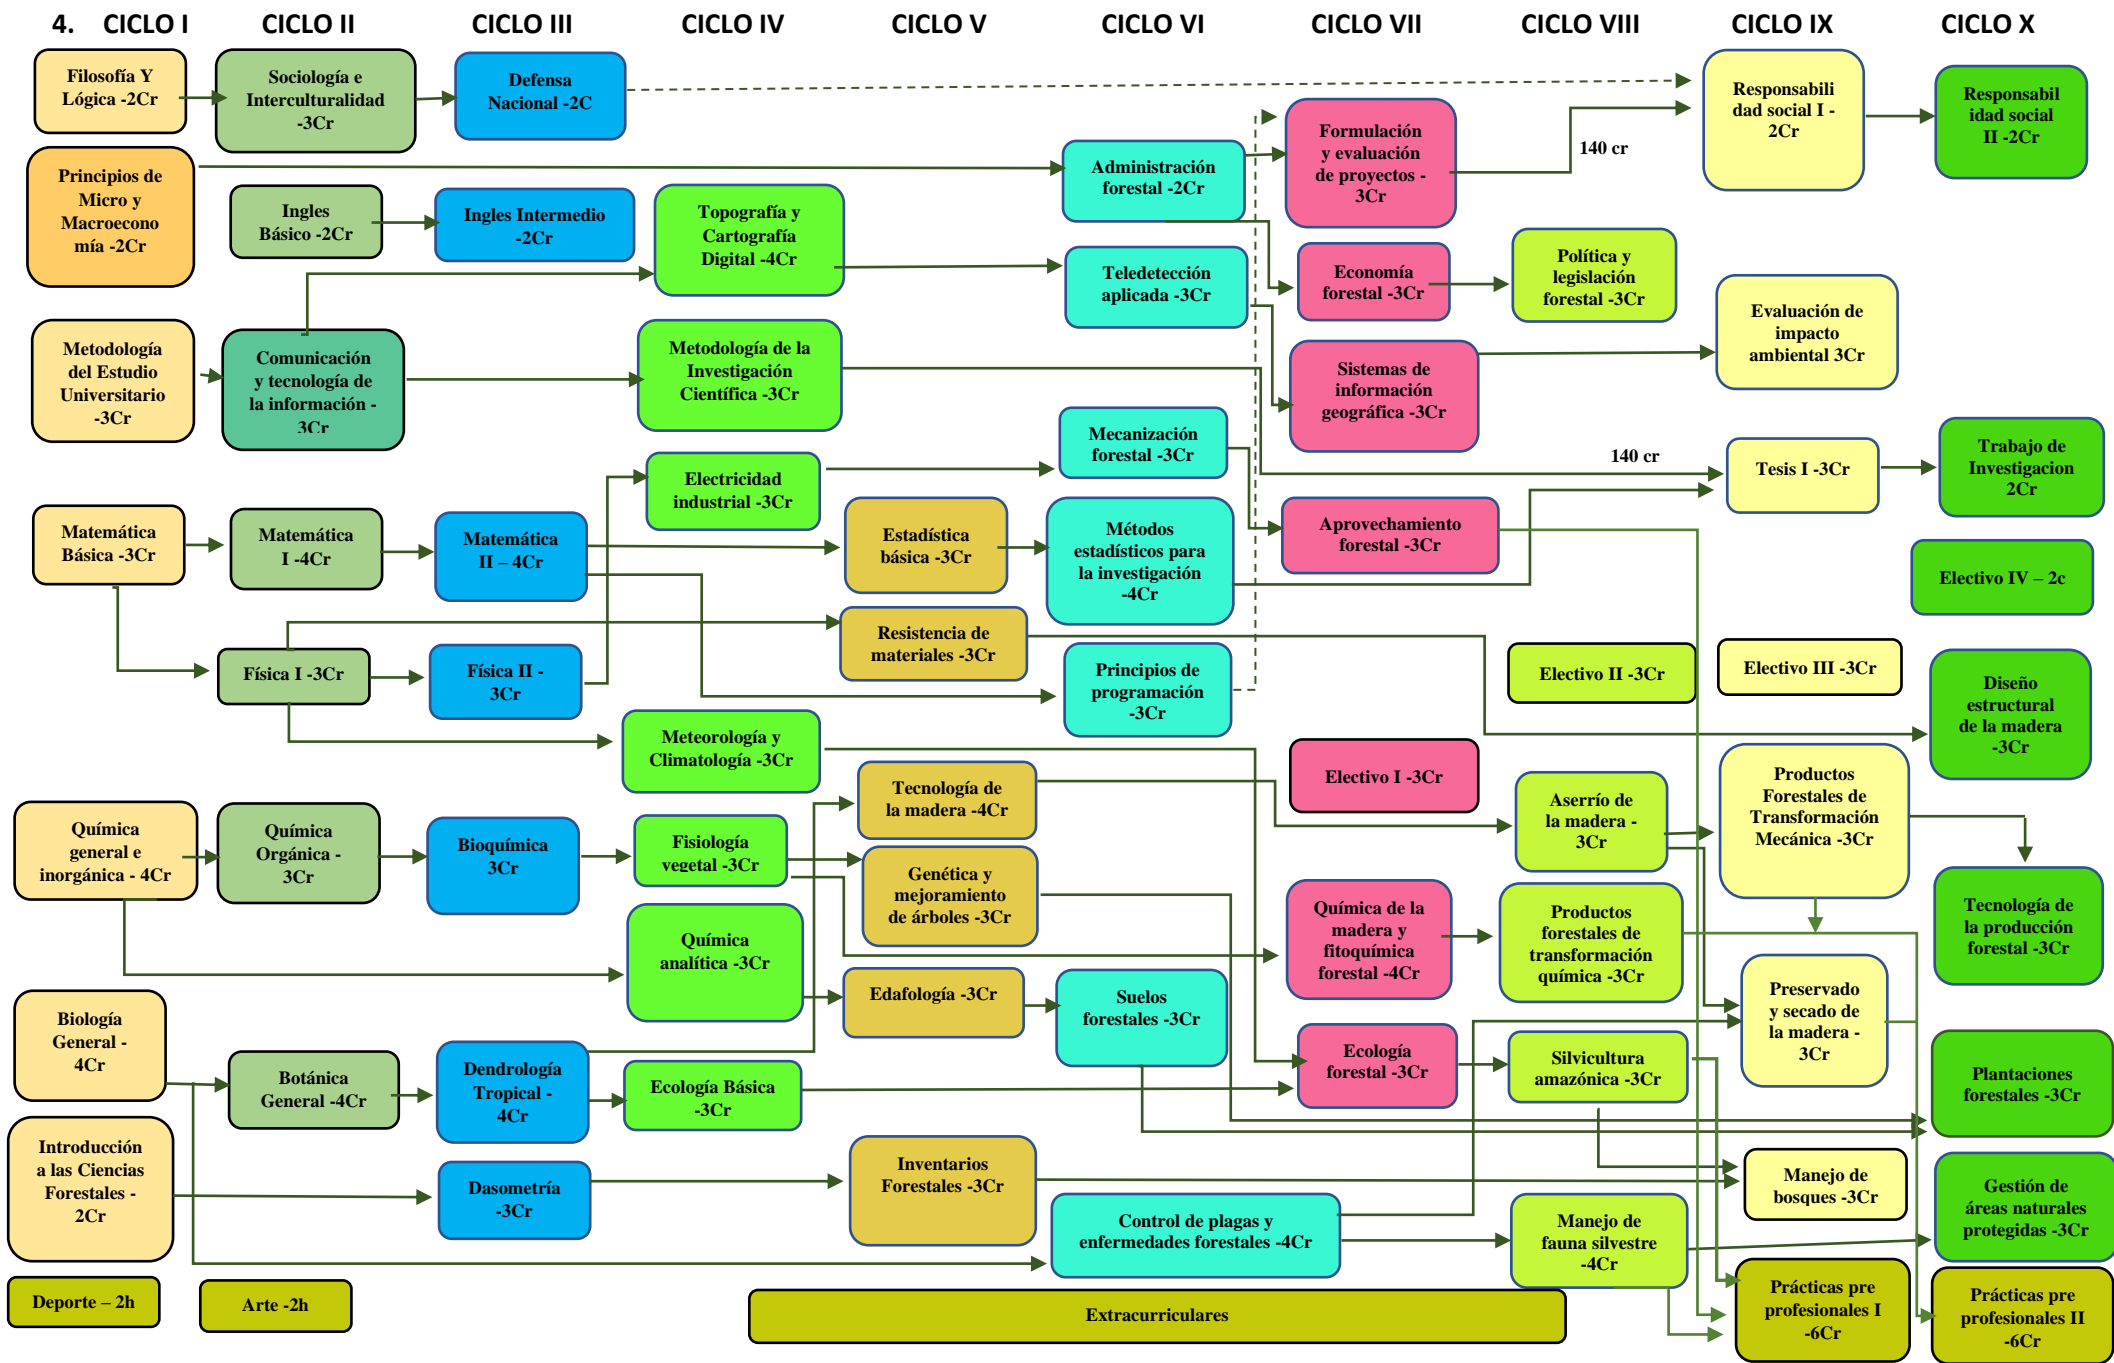 4. CICLO I CICLO II CICLO III CICLO IV CICLO V CICLO VI CICLO VII CICLO VIII CICLO IX CICLO X
Filosofía Y
Lógica -2Cr
Principios de
Micro y
Macroecono
mía -2Cr
Metodología
del Estudio
Universitario
-3Cr
Matemática
Básica -3Cr
Química
general e
inorgánica - 4Cr
Biología
General -
4Cr
Introducción
a las Ciencias
Forestales -
2Cr
Deporte – 2h
Sociología e
Interculturalidad
-3Cr
Ingles
Básico -2Cr
Comunicación
y tecnología de
la información -
3Cr
Matemática
I -4Cr
Física I -3Cr
Química
Orgánica -
3Cr
Botánica
General -4Cr
Arte -2h
Defensa
Nacional -2C
Ingles Intermedio
-2Cr
Matemática
II – 4Cr
Física II -
3Cr
Bioquímica
3Cr
Dendrología
Tropical -
4Cr
Dasometría
-3Cr
Topografía y
Cartografía
Digital -4Cr
Metodología de la
Investigación
Científica -3Cr
Electricidad
industrial -3Cr
Meteorología y
Climatología -3Cr
Fisiología
vegetal -3Cr
Química
analítica -3Cr
Ecología Básica
-3Cr
Estadística
básica -3Cr
Resistencia de
materiales -3Cr
Tecnología de
la madera -4Cr
Genética y
mejoramiento
de árboles -3Cr
Edafología -3Cr
Inventarios
Forestales -3Cr
Administración
forestal -2Cr
Teledetección
aplicada -3Cr
Mecanización
forestal -3Cr
Métodos
estadísticos para
la investigación
-4Cr
Principios de
programación
-3Cr
Suelos
forestales -3Cr
Control de plagas y
enfermedades forestales -4Cr
Extracurriculares
Formulación
y evaluación
de proyectos -
3Cr
140 cr
Economía
forestal -3Cr
Sistemas de
información
geográfica -3Cr
Aprovechamiento
forestal -3Cr
Electivo I -3Cr
Química de la
madera y
fitoquímica
forestal -4Cr
Ecología
forestal -3Cr
Política y
legislación
forestal -3Cr
140 cr
Electivo II -3Cr
Aserrío de
la madera -
3Cr
Productos
forestales de
transformación
química -3Cr
Silvicultura
amazónica -3Cr
Manejo de
fauna silvestre
-4Cr
Responsabili
dad social I -
2Cr
Evaluación de
impacto
ambiental 3Cr
Tesis I -3Cr
Electivo III -3Cr
Productos
Forestales de
Transformación
Mecánica -3Cr
Preservado
y secado de
la madera -
3Cr
Manejo de
bosques -3Cr
Prácticas pre
profesionales I
-6Cr
Responsabil
idad social
II -2Cr
Trabajo de
Investigacion
2Cr
Electivo IV – 2c
Diseño
estructural
de la madera
-3Cr
Tecnología de
la producción
forestal -3Cr
Plantaciones
forestales -3Cr
Gestión de
áreas naturales
protegidas -3Cr
Prácticas pre
profesionales II
-6Cr